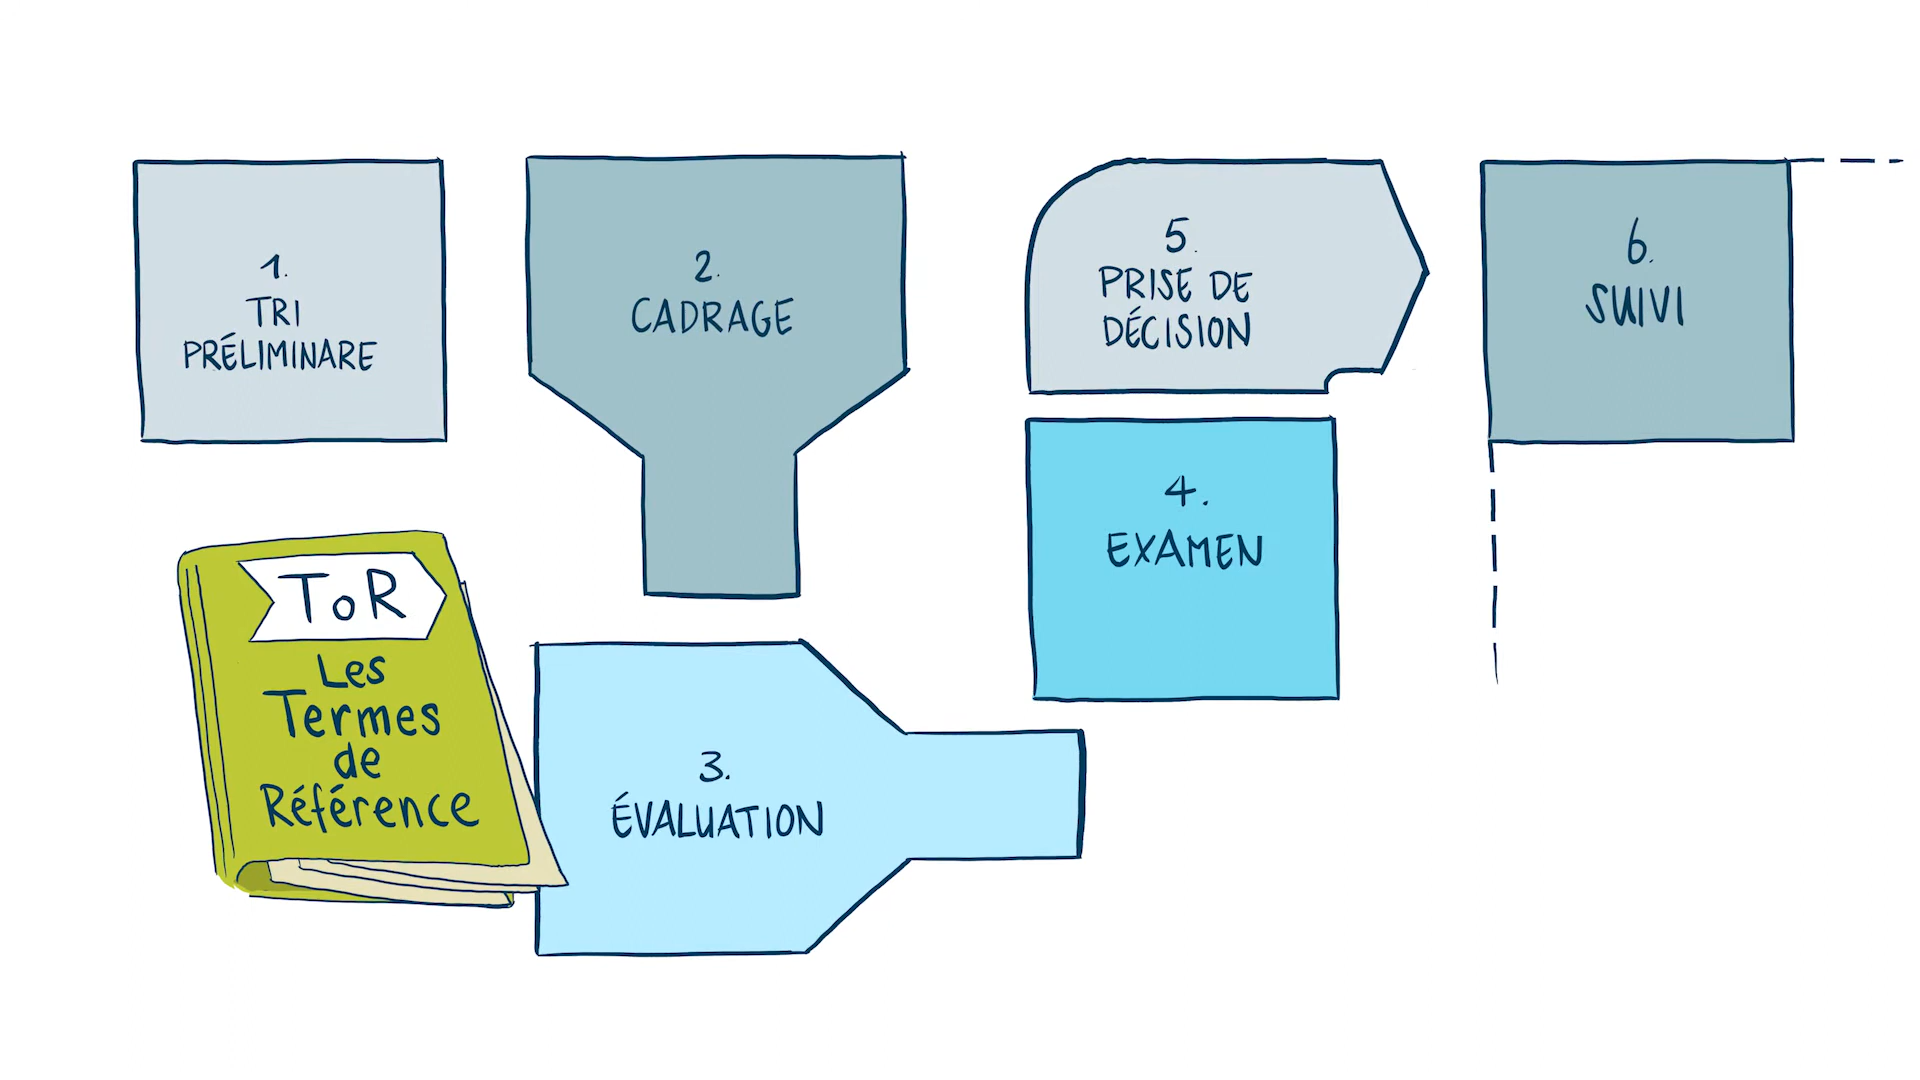 1.
TRI
PRÉLIMINARE
2.
CADRAGE
5.
PRISE DE
DÉCISION
6.
SUIVI
4.
EXAMEN
ToR
Les
Termes
de
Référence
3.
ÉVALUATION